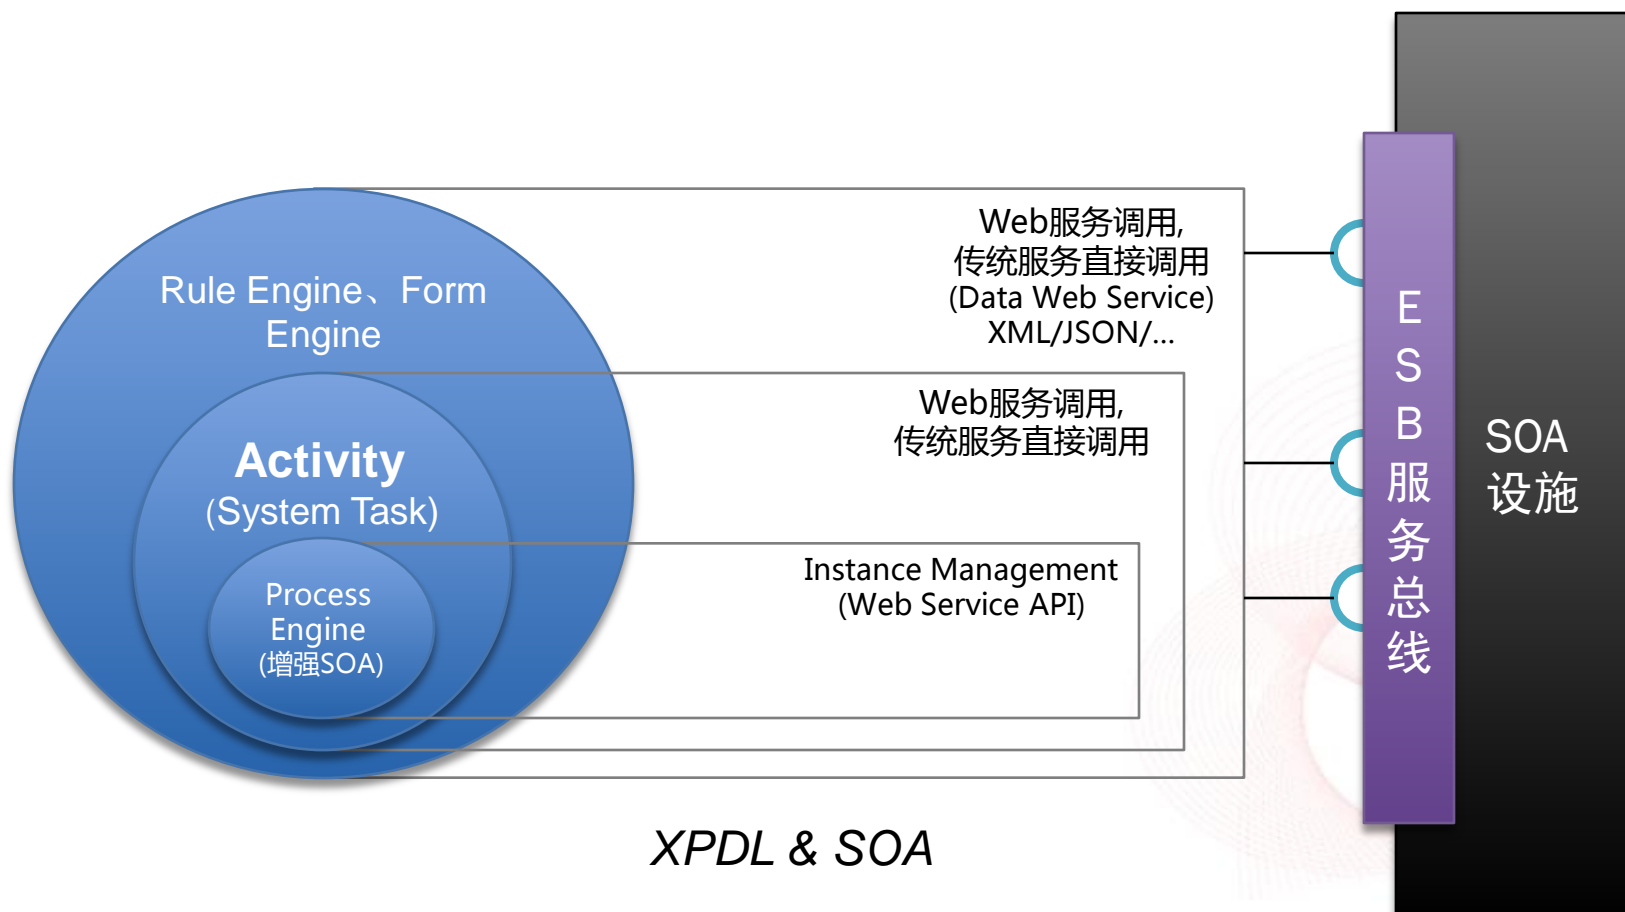 Rule Engine、Form
Engine
Activity
(System Task)
Process
Engine
(增强SOA)
Web服务调用,
传统服务直接调用
(Data Web Service)
XML/JSON/...
Web服务调用,
传统服务直接调用
Instance Management
(Web Service API)
E
S
B
服
务
总
线
SOA
设施
XPDL & SOA